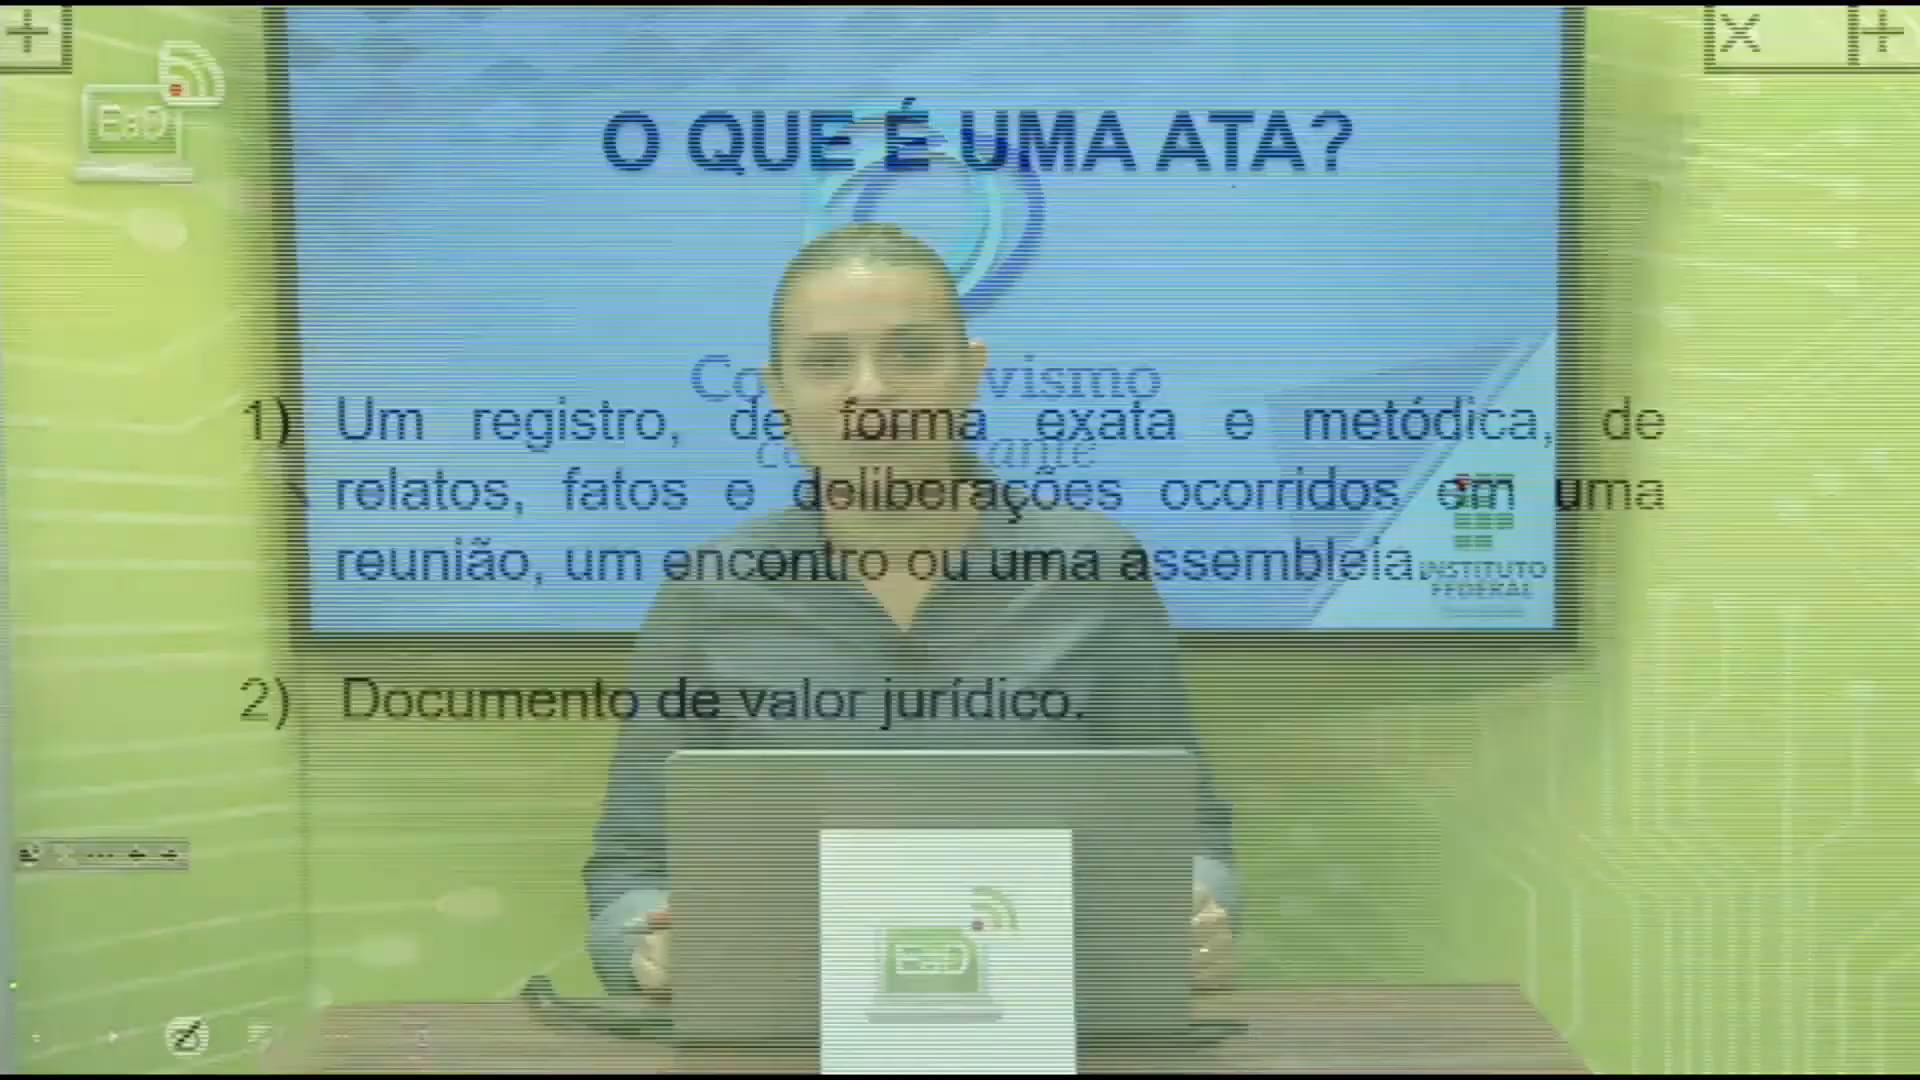 EaD
O QUE É UMA ATA?
1) Um registro, de forma exata e metódica, de
relatos, fatos e deliberações ocorridos em uma
reunião, um encontro ou uma assembleia.
INSTITUTO
FEDERAL
2) Documento de valor jurídico.
EaD